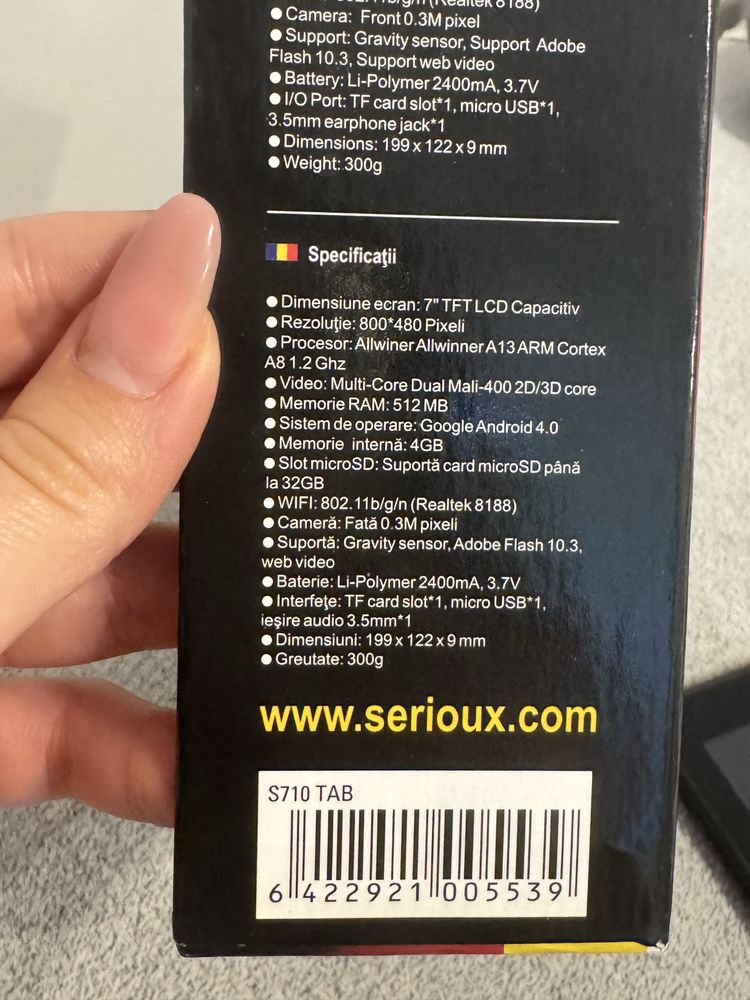 802.11b/g/n (Realtek 8188)
● Camera: Front 0.3M pixel
● Support: Gravity sensor, Support Adobe
Flash 10.3, Support web video
● Battery: Li-Polymer 2400mA, 3.7V
● I/O Port: TF card slot*1, micro USB*1,
3.5mm earphone jack*1
● Dimensions: 199 x 122 x 9 mm
● Weight: 300g
Specificaţii
● Dimensiune ecran: 7" TFT LCD Capacitiv
● Rezoluţie: 800*480 Pixeli
● Procesor: Allwiner Allwinner A13 ARM Cortex
A8 1.2 Ghz
● Video: Multi-Core Dual Mali-400 2D/3D core
● Memorie RAM: 512 MB
● Sistem de operare: Google Android 4.0
● Memorie internă: 4GB
● Slot microSD: Suportă card microSD până
la 32GB
● WIFI: 802.11b/g/n (Realtek 8188)
● Cameră: Fată 0.3M pixeli
● Suportă: Gravity sensor, Adobe Flash 10.3,
web video
● Baterie: Li-Polymer 2400mA, 3.7V
● Interfeţe: TF card slot*1, micro USB*1,
ieşire audio 3.5mm*1
● Dimensiuni: 199 x 122 x 9 mm
● Greutate: 300g
www.serioux.com
S710 TAB
6 422921 005539